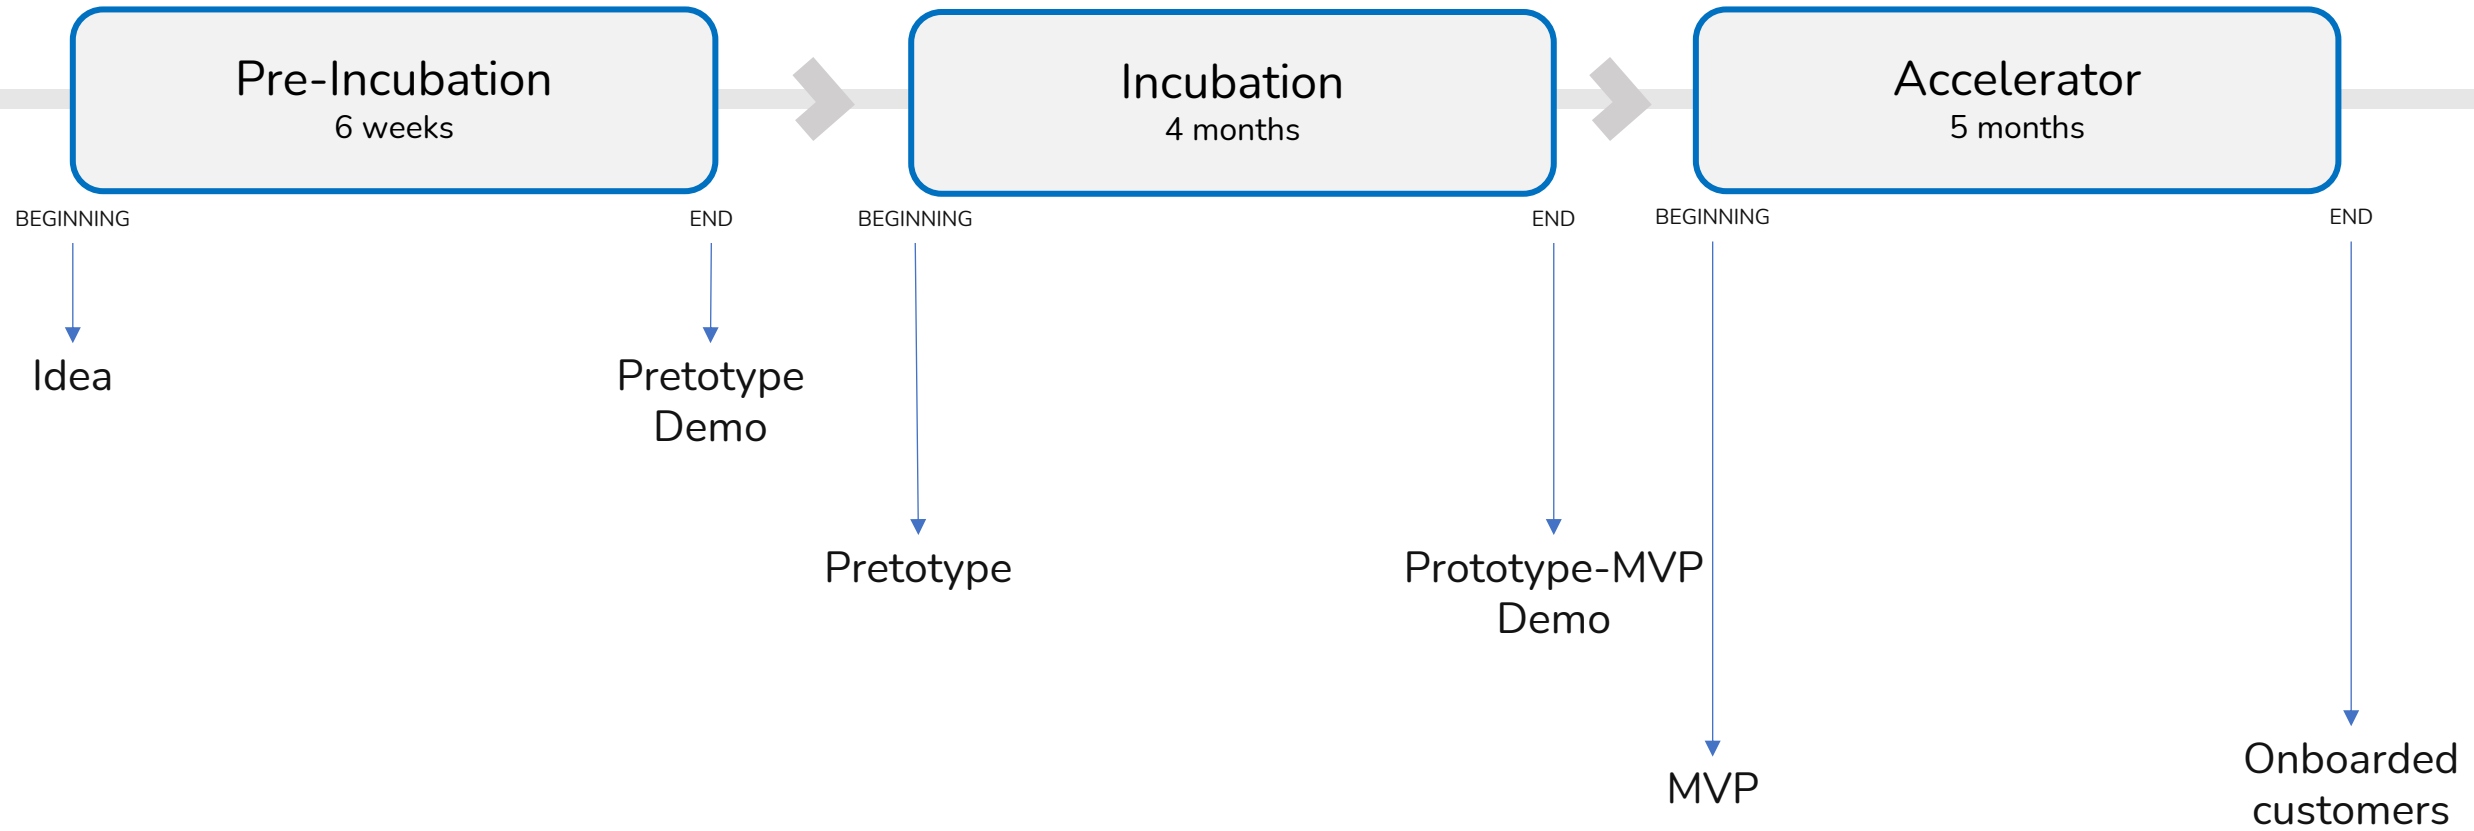 Pre-Incubation
6 weeks
Incubation
4 months
Accelerator
5 months
BEGINNING
END
BEGINNING
END
BEGINNING
END
Idea
Pretotype
Demo
Pretotype
Prototype-MVP
Demo
MVP
Onboarded
customers